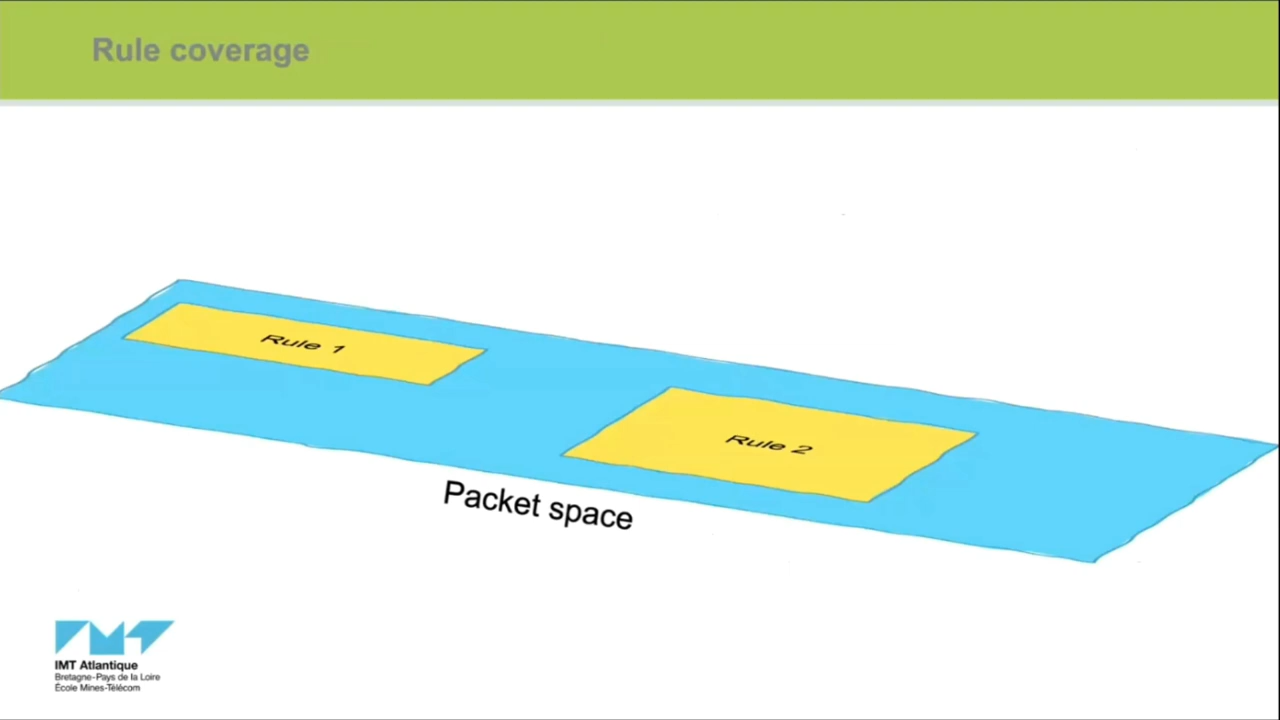 Rule coverage
Rule 1
Rule 2
Packet space
IMT Atlantique
Bretagne-Pays de la Loire
École Mines-Télécom